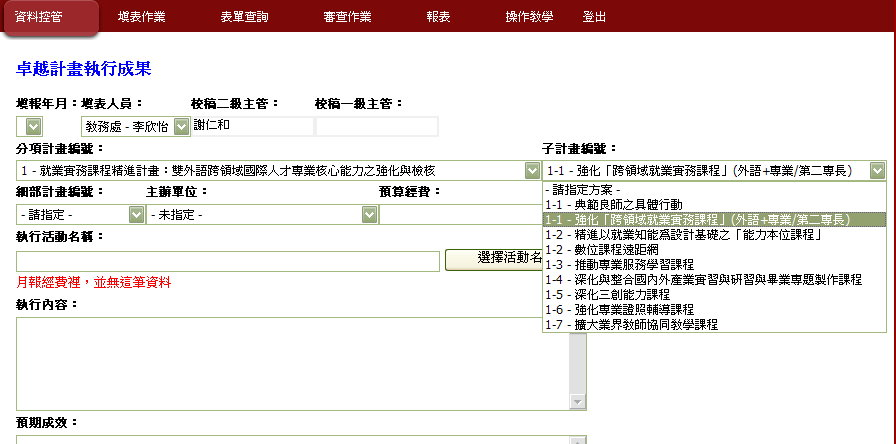 資料控管 填表作業 表單查詢 審查作業 報表 操作教學 登出
卓越計畫執行成果
填報年月： 填表人員： 校稿二級主管： 校稿一級主管：
教務處 - 李欣怡 謝仁和
分項計畫編號： 子計畫編號：
1 - 就業實務課程精進計畫：雙外語跨領域國際人才專業核心能力之強化與檢核 1-1 - 強化「跨領域就業實務課程」(外語+專業/第二專長)
- 請指定方案 -
1-1 - 典範良師之具體行動
1-1 - 強化「跨領域就業實務課程」(外語+專業/第二專長)
1-2 - 精進以就業知能為設計基礎之「能力本位課程」
1-2 - 數位課程遠距網
1-3 - 推動專業服務學習課程
1-4 - 深化與整合國內外產業實習與研習與畢業專題製作課程
1-5 - 深化三創能力課程
1-6 - 強化專業證照輔導課程
1-7 - 擴大業界教師協同教學課程
細部計畫編號： 主辦單位： 預算經費：
- 請指定 - - 未指定 -
執行活動名稱：
選擇活動名
月報經費裡，並無這筆資料
執行內容：
預期成效：